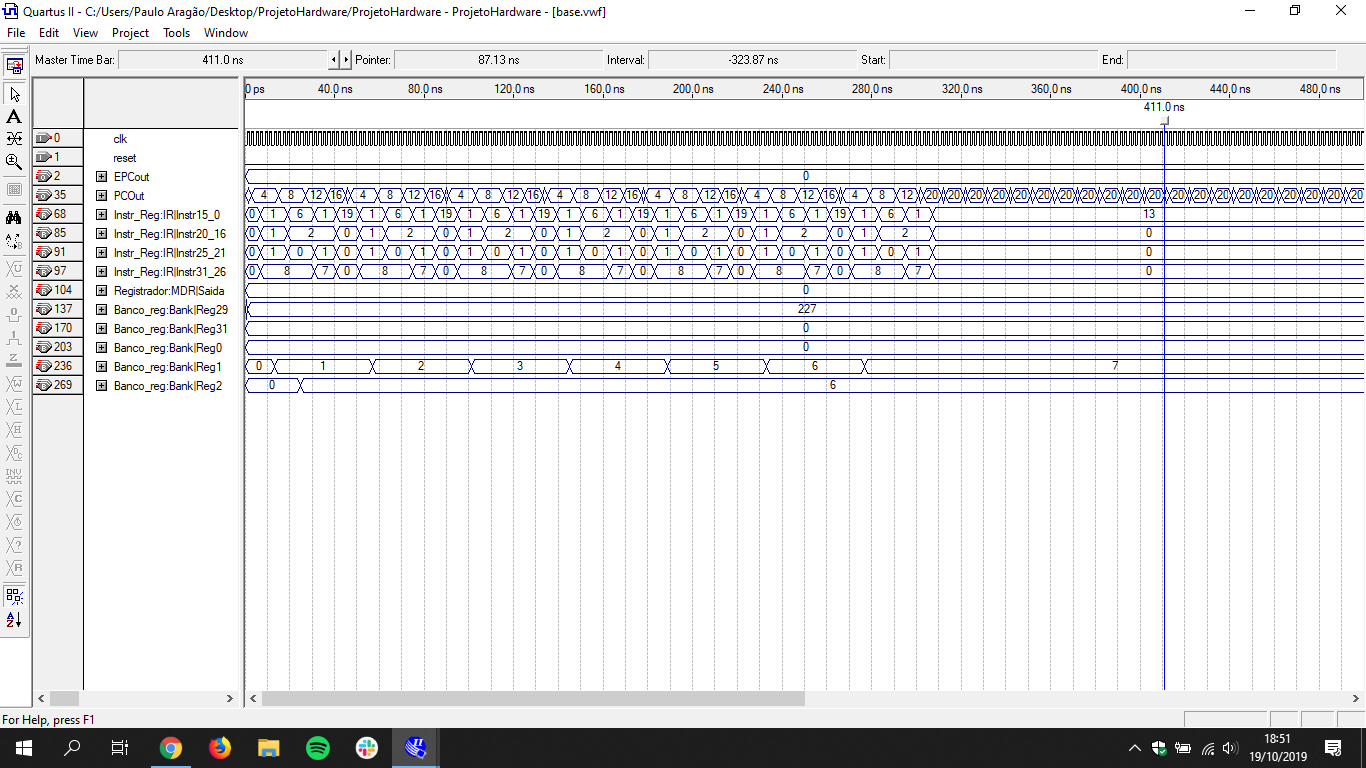 Quartus II - C:/Users/Paulo Aragão/Desktop/ProjetoHardware/ProjetoHardware - ProjetoHardware - [base.vwf]
File Edit View Project Tools Window
Master Time Bar: 411.0 ns Pointer: 87.13 ns Interval: -323.87 ns Start: End:
0 ps 40.0 ns 80.0 ns 120.0 ns 160.0 ns 200.0 ns 240.0 ns 280.0 ns 320.0 ns 360.0 ns 400.0 ns 440.0 ns 480.0 ns
411.0 ns
0 clk
1 reset
2 EPCout 0
35 PCOut 4 8 12 16 4 8 12 16 4 8 12 16 4 8 12 16 4 8 12 16 4 8 12 16 4 8 12 20 20 20 20 20 20 20 20 20 20 20 20 20 20 20 20 20 20 20 20
68 Instr_Reg:IR|Instr15_0 0 1 6 1 19 1 6 1 19 1 6 1 19 1 6 1 19 1 6 1 19 1 6 1 19 1 6 1 13
85 Instr_Reg:IR|Instr20_16 0 1 2 0 1 2 0 1 2 0 1 2 0 1 2 0 1 2 0 1 2 0
91 Instr_Reg:IR|Instr25_21 0 1 0 1 0 1 0 1 0 1 0 1 0 1 0 1 0 1 0 1 0 1 0 1 0 1 0 1 0
97 Instr_Reg:IR|Instr31_26 0 8 7 0 8 7 0 8 7 0 8 7 0 8 7 0 8 7 0 8 7 0
104 Registrador:MDR|Saida 0
137 Banco_reg:Bank|Reg29 227
170 Banco_reg:Bank|Reg31 0
203 Banco_reg:Bank|Reg0 0
236 Banco_reg:Bank|Reg1 0 1 2 3 4 5 6 7
269 Banco_reg:Bank|Reg2 0 6
For Help, press F1
18:51
19/10/2019